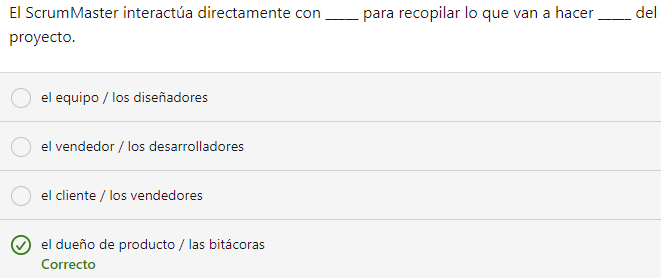 El ScrumMaster interactúa directamente con _____ para recopilar lo que van a hacer _____ del
proyecto.
el equipo / los diseñadores
el vendedor / los desarrolladores
el cliente / los vendedores
el dueño de producto / las bitácoras
Correcto